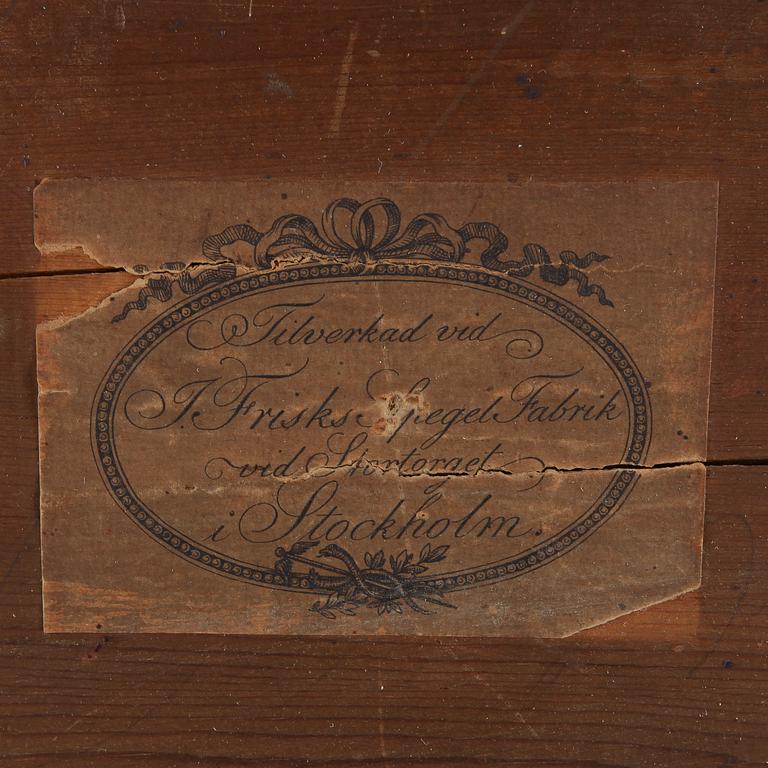 Tilverkad vid
J. Frisks Spegel Fabrik
vid Stortorget
i Stockholm.